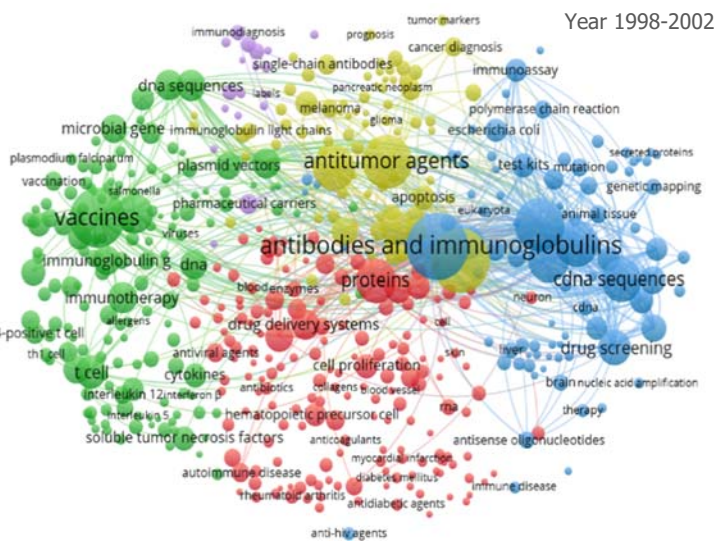 Year 1998-2002
tumor markers
immunodiagnosis
prognosis
cancer diagnosis
single-chain antibodies
immunoassay
dna sequences
pancreatic neoplasm
labels
melanoma
polymerase chain reaction
glioma
microbial gene
immunoglobulin light chains
escherichia coli
plasmodium falciparum
plasmid vectors
antitumor agents
test kits
mutation
secreted proteins
vaccination
salmonella
pharmaceutical carriers
apoptosis
genetic mapping
vaccines
eukaryota
animal tissue
viruses
antibodies and immunoglobulins
immunoglobulin g
dna
blood
enzymes
proteins
cdna sequences
immunotherapy
neuron
cdna
allergens
drug delivery systems
cell
4-positive t cell
th1 cell
antiviral agents
skin
liver
drug screening
t cell
cytokines
cell proliferation
antibiotics
collagens
blood vessel
brain
nucleic acid amplification
interleukin 12
interferon β
hematopoietic precursor cell
rna
interleukin 5
therapy
soluble tumor necrosis factors
anticoagulants
antisense oligonucleotides
myocardial infarction
autoimmune disease
diabetes mellitus
rheumatoid arthritis
antidiabetic agents
immune disease
anti-hiv agents